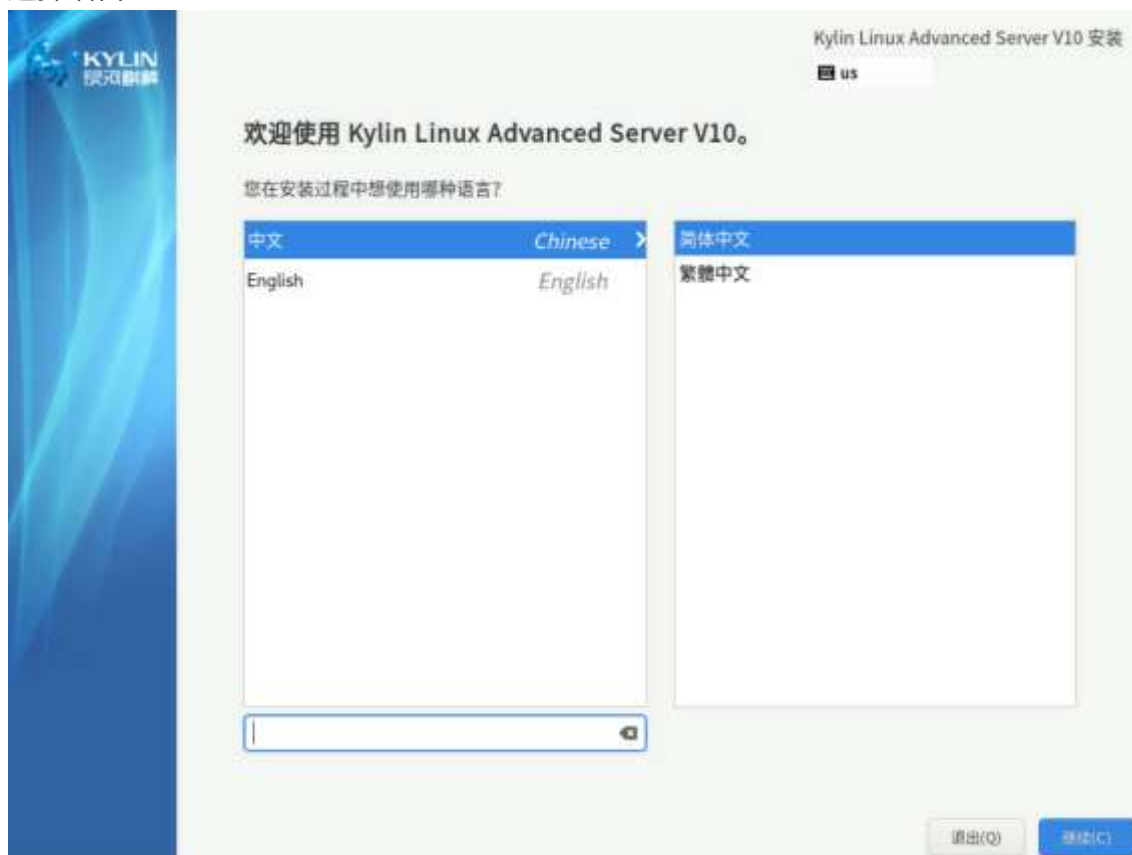 Kylin Linux Advanced Server V10 安装
KYLIN
银河麒麟
us
欢迎使用 Kylin Linux Advanced Server V10。
您在安装过程中想使用哪种语言?
中文 Chinese
English English
简体中文
繁體中文
退出(Q)
继续(C)